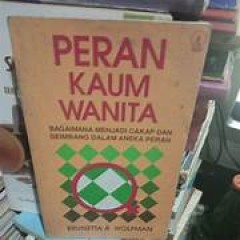 PERAN
KAUM
WANITA
BAGAIMANA MENJADI CAKAP DAN
SEIMBANG DALAM ANEKA PERAN
BRUNETTA R. WOLFMAN